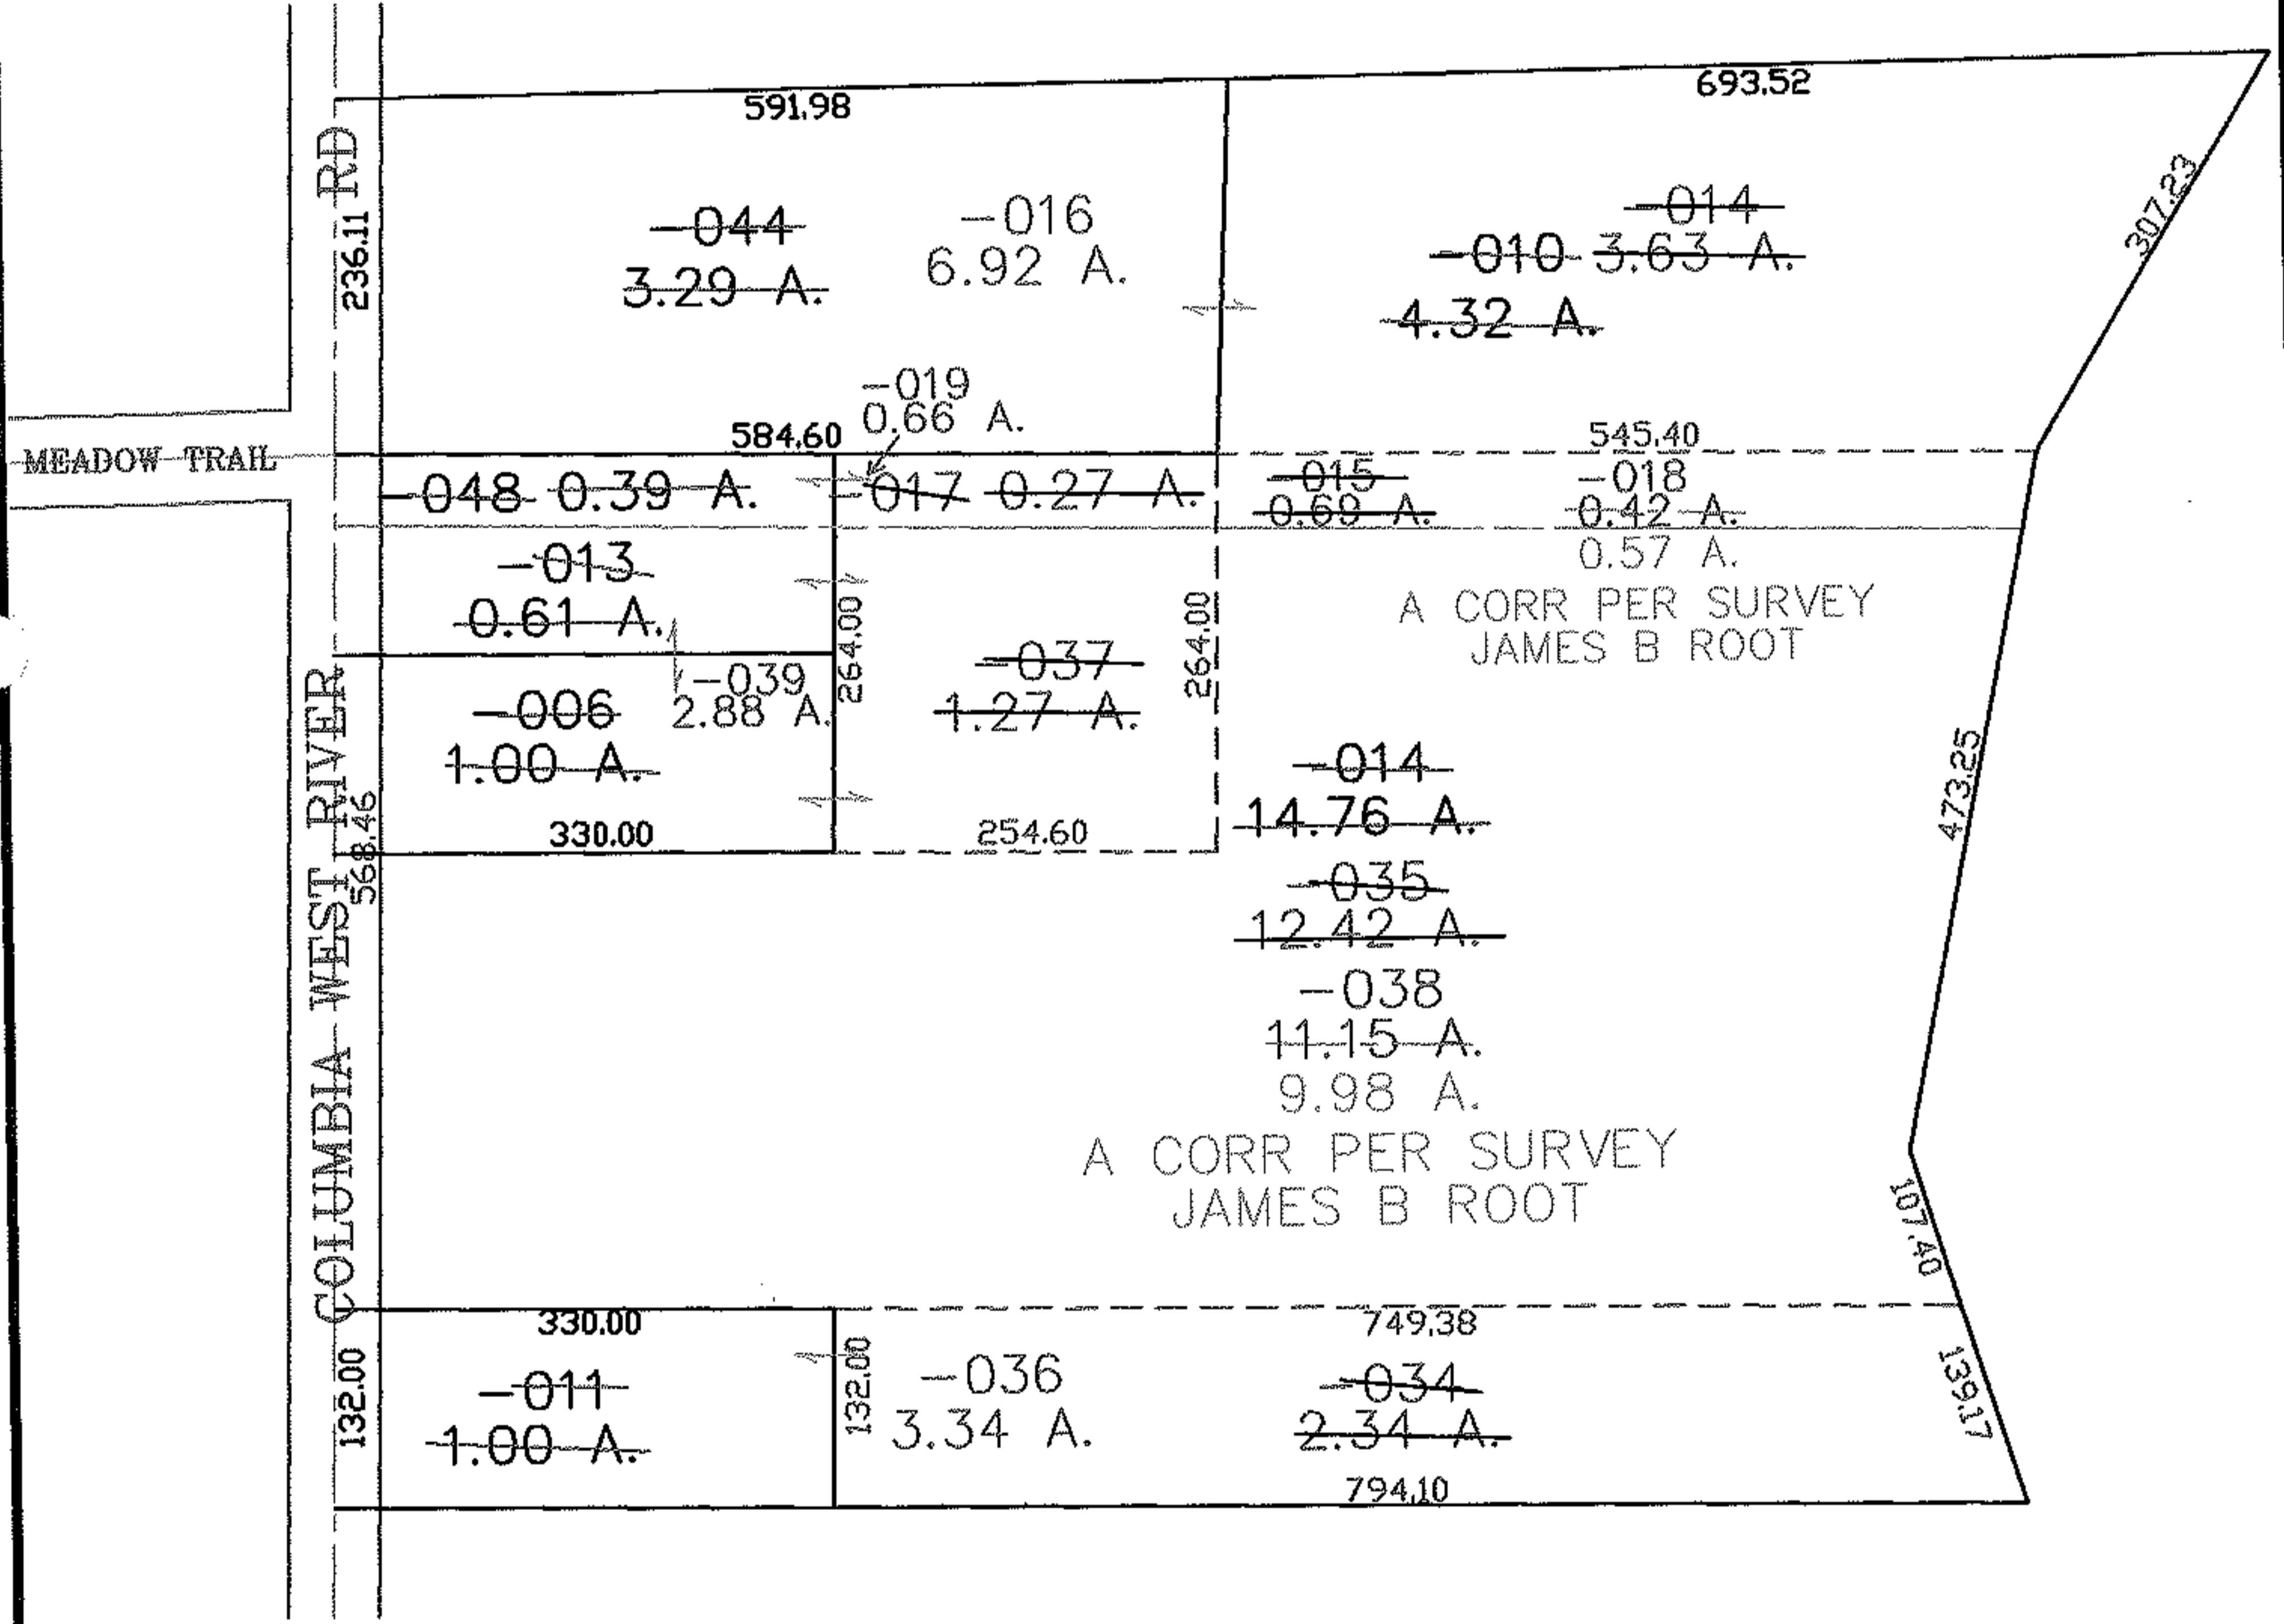 591.98
693.52
RD
236.11
307.23
-044
3.29 A.
-016
6.92 A.
-014
-010 3.63 A.
4.32 A.
-019
0.66 A.
584.60
545.40
MEADOW TRAIL
-048 0.39 A.
-017 0.27 A.
-015
0.69 A.
-018
0.42 A.
0.57 A.
A CORR PER SURVEY
JAMES B ROOT
-013
0.61 A.
264.00
264.00
-037
1.27 A.
-039
2.88 A.
-006
1.00 A.
330.00
254.60
COLUMBIA WEST RIVER
568.46
473.25
-014
14.76 A.
-035
12.42 A.
-038
11.15 A.
9.98 A.
A CORR PER SURVEY
JAMES B ROOT
107.40
330.00
749.38
132.00
-011
1.00 A.
132.00
-036
3.34 A.
-034
2.34 A.
139.17
794.10